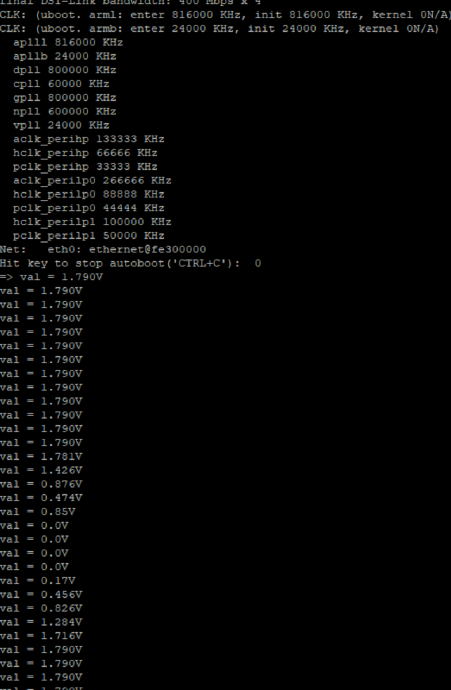 final DSI-Link bandwidth: 400 Mbps x 4
CLK: (uboot. arml: enter 816000 KHz, init 816000 KHz, kernel 0N/A)
CLK: (uboot. armb: enter 24000 KHz, init 24000 KHz, kernel 0N/A)
aplll 816000 KHz
apllb 24000 KHz
dpll 800000 KHz
cpll 60000 KHz
gpll 800000 KHz
npll 600000 KHz
vpll 24000 KHz
aclk_perihp 133333 KHz
hclk_perihp 66666 KHz
pclk_perihp 33333 KHz
aclk_perilp0 266666 KHz
hclk_perilp0 88888 KHz
pclk_perilp0 44444 KHz
hclk_perilp1 100000 KHz
pclk_perilp1 50000 KHz
Net: eth0: ethernet@fe300000
Hit key to stop autoboot('CTRL+C'): 0
=> val = 1.790V
val = 1.790V
val = 1.790V
val = 1.790V
val = 1.790V
val = 1.790V
val = 1.790V
val = 1.790V
val = 1.790V
val = 1.790V
val = 1.790V
val = 1.790V
val = 1.790V
val = 1.781V
val = 1.426V
val = 0.876V
val = 0.474V
val = 0.85V
val = 0.0V
val = 0.0V
val = 0.0V
val = 0.0V
val = 0.17V
val = 0.456V
val = 0.826V
val = 1.284V
val = 1.716V
val = 1.790V
val = 1.790V
val = 1.790V
val = 1.790V